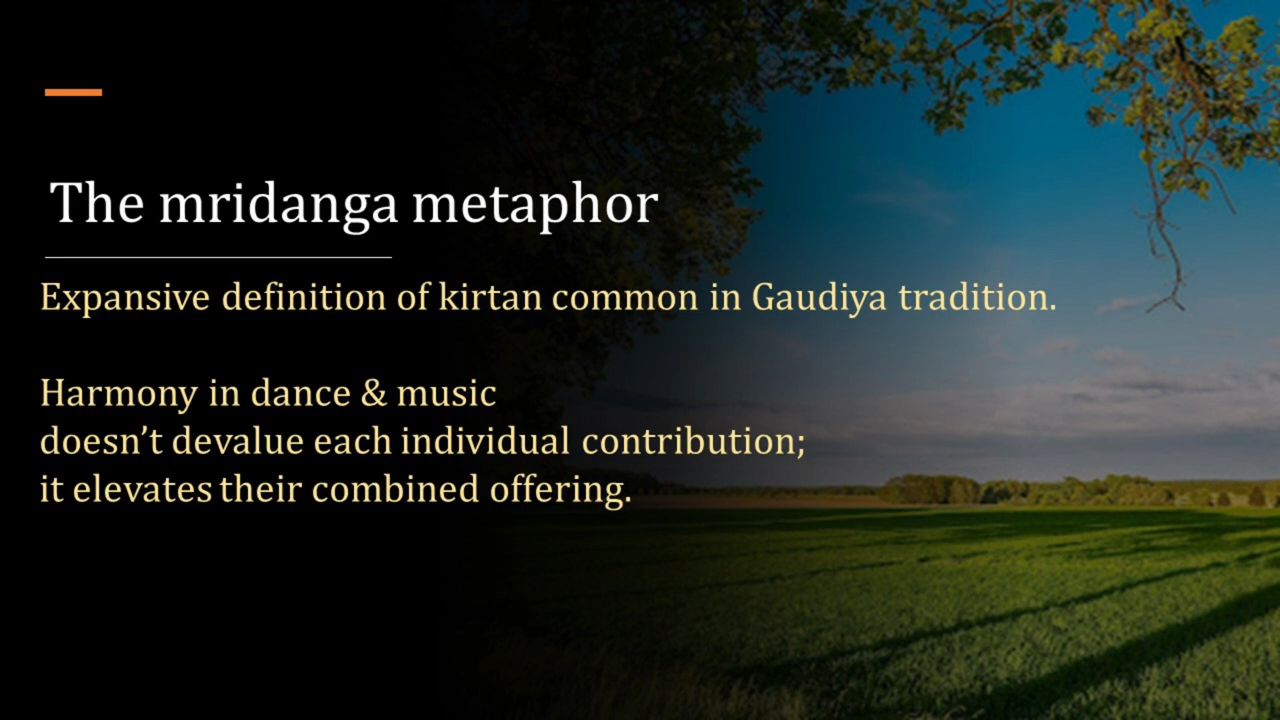 The mridanga metaphor
Expansive definition of kirtan common in Gaudiya tradition.
Harmony in dance & music
doesn’t devalue each individual contribution;
it elevates their combined offering.